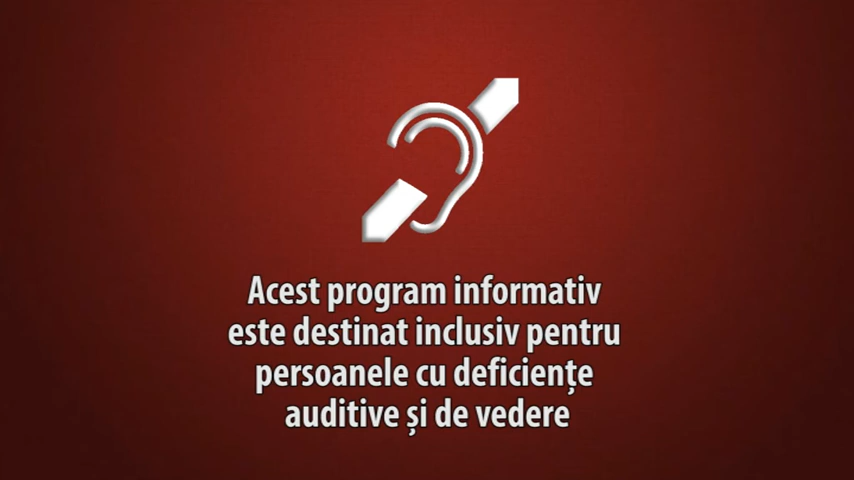 Acest program informativ
este destinat inclusiv pentru
persoanele cu deficiențe
auditive și de vedere